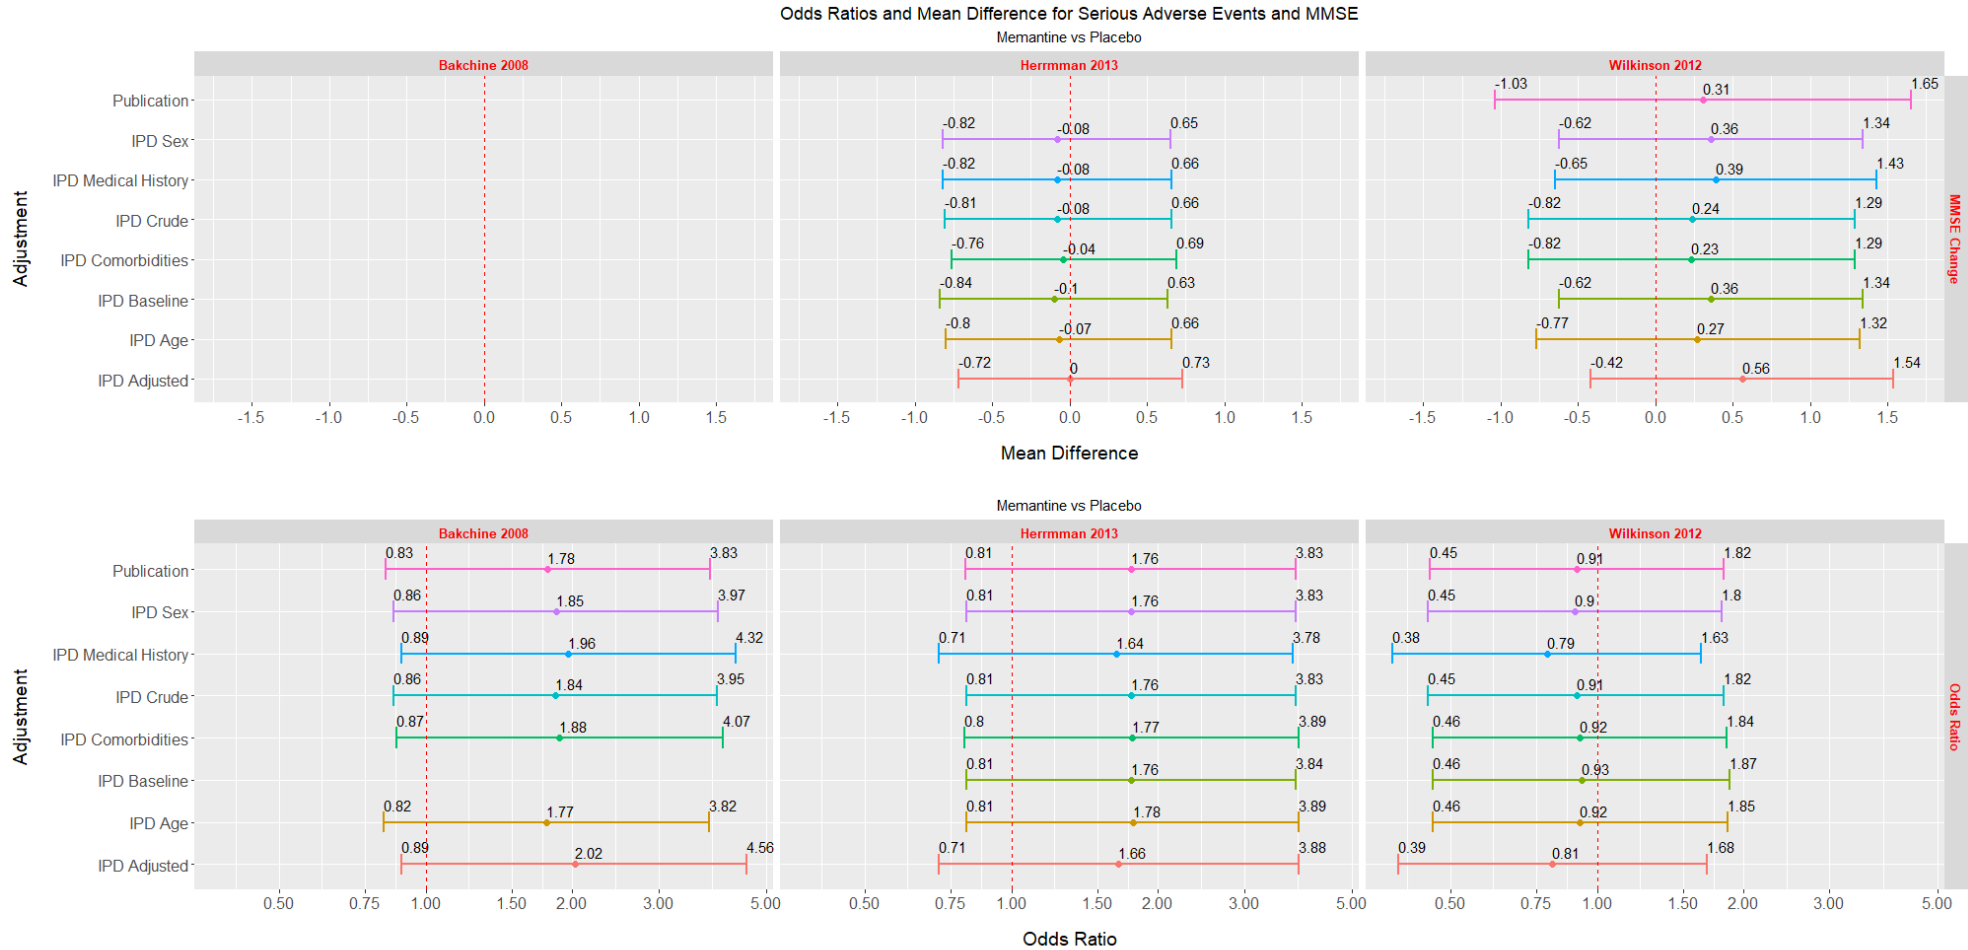 Odds Ratios and Mean Difference for Serious Adverse Events and MMSE
Memantine vs Placebo
Bakchine 2008 Herrmman 2013 Wilkinson 2012
Publication -1.03 0.31 1.65
IPD Sex -0.82 -0.08 0.65 -0.62 0.36 1.34
IPD Medical History -0.82 -0.08 0.66 -0.65 0.39 1.43
IPD Crude -0.81 -0.08 0.66 -0.82 0.24 1.29
IPD Comorbidities -0.76 -0.04 0.69 -0.82 0.23 1.29
IPD Baseline -0.84 -0.1 0.63 -0.62 0.36 1.34
IPD Age -0.8 -0.07 0.66 -0.77 0.27 1.32
IPD Adjusted -0.72 0 0.73 -0.42 0.56 1.54
Adjustment
MMSE Change
-1.5 -1.0 -0.5 0.0 0.5 1.0 1.5 -1.5 -1.0 -0.5 0.0 0.5 1.0 1.5 -1.5 -1.0 -0.5 0.0 0.5 1.0 1.5
Mean Difference
Memantine vs Placebo
Bakchine 2008 Herrmman 2013 Wilkinson 2012
Publication 0.83 1.78 3.83 0.81 1.76 3.83 0.45 0.91 1.82
IPD Sex 0.86 1.85 3.97 0.81 1.76 3.83 0.45 0.9 1.8
IPD Medical History 0.89 1.96 4.32 0.71 1.64 3.78 0.38 0.79 1.63
IPD Crude 0.86 1.84 3.95 0.81 1.76 3.83 0.45 0.91 1.82
IPD Comorbidities 0.87 1.88 4.07 0.8 1.77 3.89 0.46 0.92 1.84
IPD Baseline 0.81 1.76 3.84 0.46 0.93 1.87
IPD Age 0.82 1.77 3.82 0.81 1.78 3.89 0.46 0.92 1.85
IPD Adjusted 0.89 2.02 4.56 0.71 1.66 3.88 0.39 0.81 1.68
Adjustment
Odds Ratio
0.50 0.75 1.00 1.50 2.00 3.00 5.00 0.50 0.75 1.00 1.50 2.00 3.00 5.00 0.50 0.75 1.00 1.50 2.00 3.00 5.00
Odds Ratio